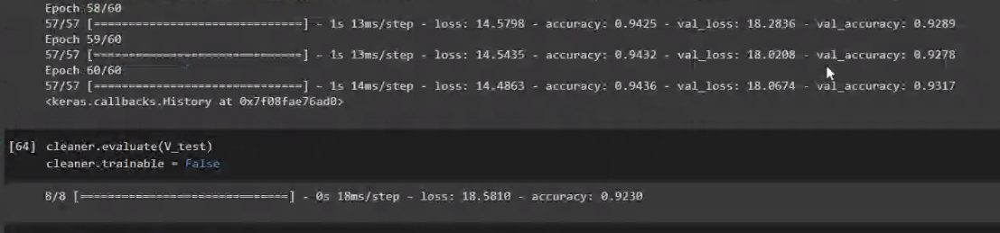 Epoch 58/60
57/57 [==============================] - 1s 13ms/step - loss: 14.5798 - accuracy: 0.9425 - val_loss: 18.2836 - val_accuracy: 0.9289
Epoch 59/60
57/57 [==============================] - 1s 13ms/step - loss: 14.5435 - accuracy: 0.9432 - val_loss: 18.0208 - val_accuracy: 0.9278
Epoch 60/60
57/57 [==============================] - 1s 14ms/step - loss: 14.4863 - accuracy: 0.9436 - val_loss: 18.0674 - val_accuracy: 0.9317
<keras.callbacks.History at 0x7f08fae76ad0>
[64] cleaner.evaluate(V_test)
cleaner.trainable = False
8/8 [==============================] - 0s 18ms/step - loss: 18.5810 - accuracy: 0.9230